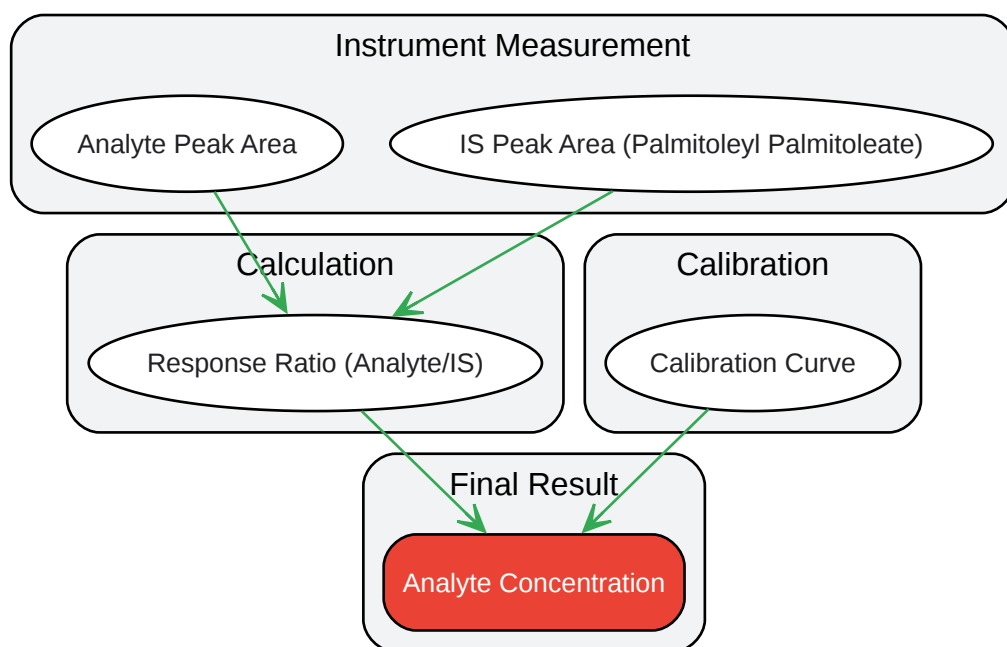 Instrument Measurement
Analyte Peak Area
IS Peak Area (Palmitoleyl Palmitoleate)
Calculation
Calibration
Response Ratio (Analyte/IS)
Calibration Curve
Final Result
Analyte Concentration